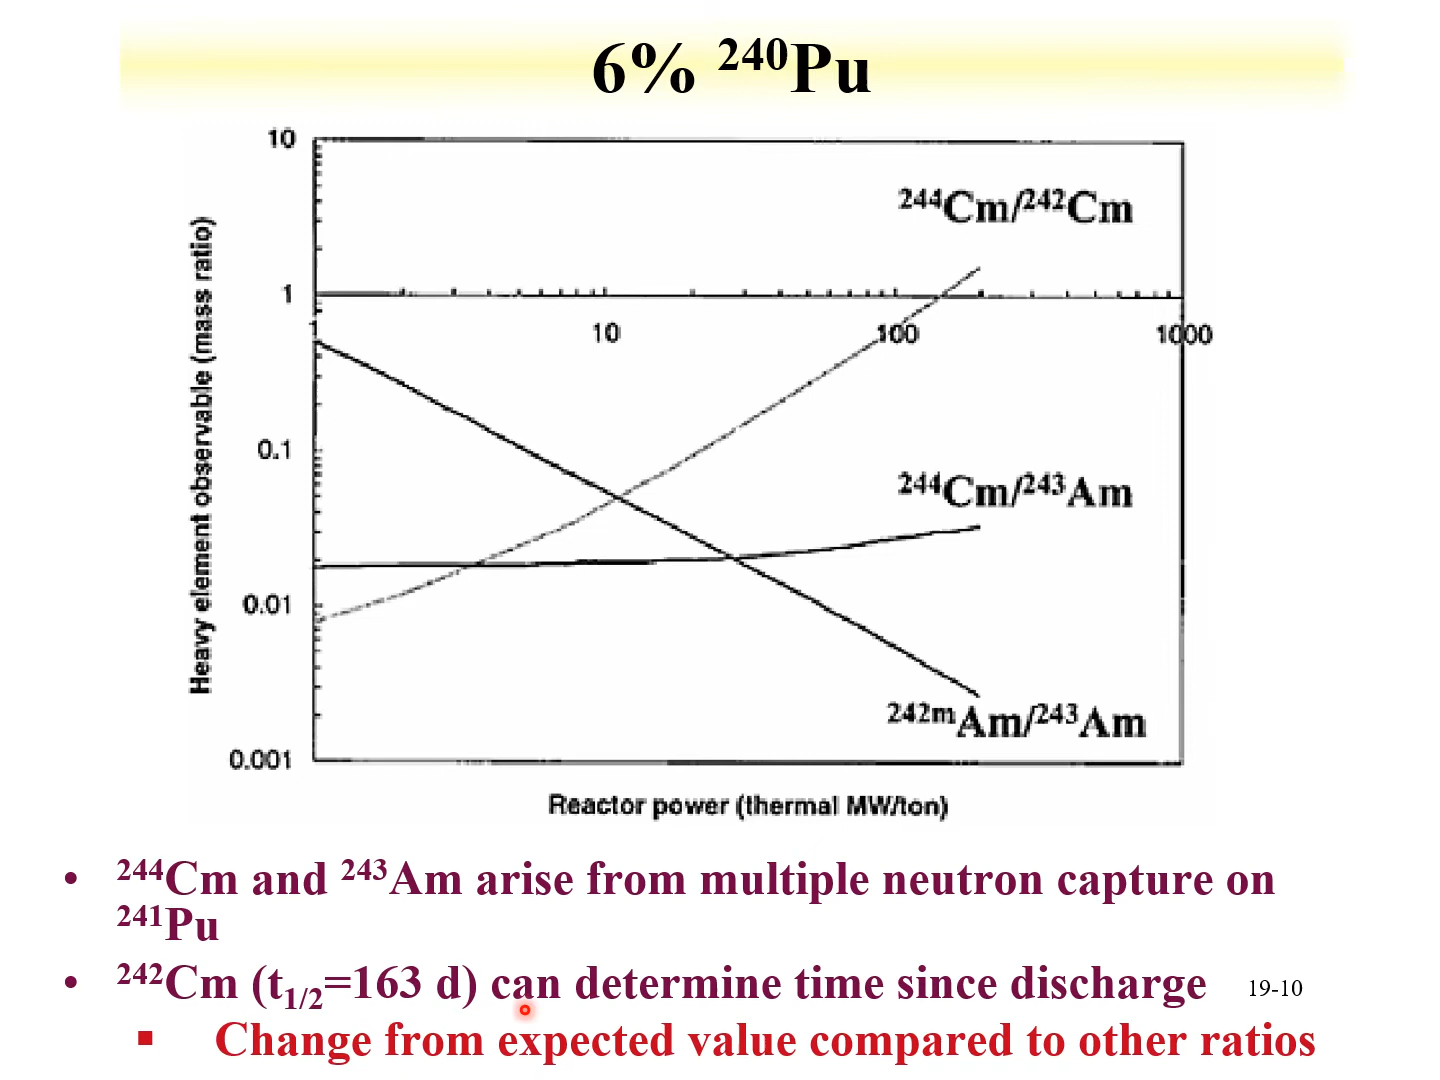 6% ²⁴⁰Pu
10
²⁴⁴Cm/²⁴²Cm
1
1 10 100 1000
0.1
²⁴⁴Cm/²⁴³Am
0.01
²⁴²ᵐAm/²⁴³Am
0.001
Heavy element observable (mass ratio)
Reactor power (thermal MW/ton)
• ²⁴⁴Cm and ²⁴³Am arise from multiple neutron capture on
²⁴¹Pu
• ²⁴²Cm (t₁/₂=163 d) can determine time since discharge
19-10
▪ Change from expected value compared to other ratios